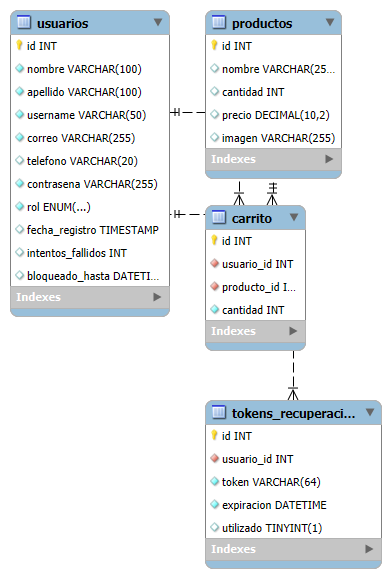 usuarios
id INT
nombre VARCHAR(100)
apellido VARCHAR(100)
username VARCHAR(50)
correo VARCHAR(255)
telefono VARCHAR(20)
contrasena VARCHAR(255)
rol ENUM(...)
fecha_registro TIMESTAMP
intentos_fallidos INT
bloqueado_hasta DATETI...
Indexes
productos
id INT
nombre VARCHAR(25...
cantidad INT
precio DECIMAL(10,2)
imagen VARCHAR(255)
Indexes
carrito
id INT
usuario_id INT
producto_id I...
cantidad INT
Indexes
tokens_recuperaci...
id INT
usuario_id INT
token VARCHAR(64)
expiracion DATETIME
utilizado TINYINT(1)
Indexes